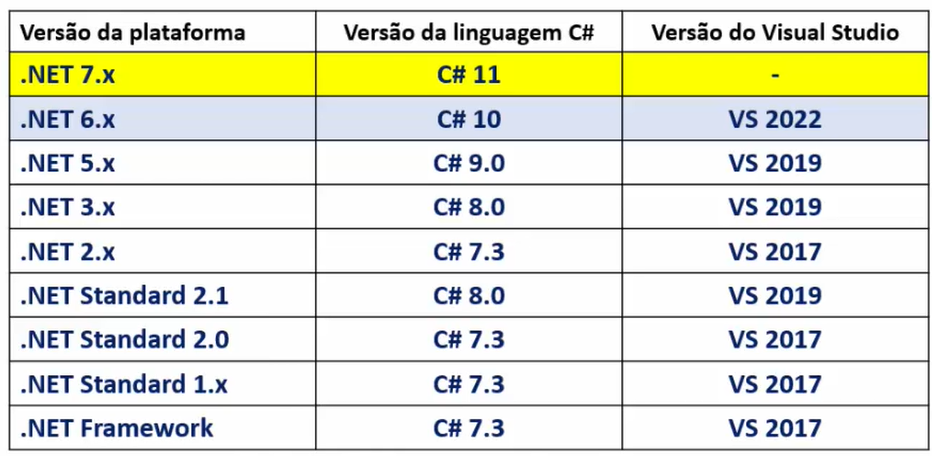 Versão da plataforma Versão da linguagem C# Versão do Visual Studio
.NET 7.x C# 11 -
.NET 6.x C# 10 VS 2022
.NET 5.x C# 9.0 VS 2019
.NET 3.x C# 8.0 VS 2019
.NET 2.x C# 7.3 VS 2017
.NET Standard 2.1 C# 8.0 VS 2019
.NET Standard 2.0 C# 7.3 VS 2017
.NET Standard 1.x C# 7.3 VS 2017
.NET Framework C# 7.3 VS 2017